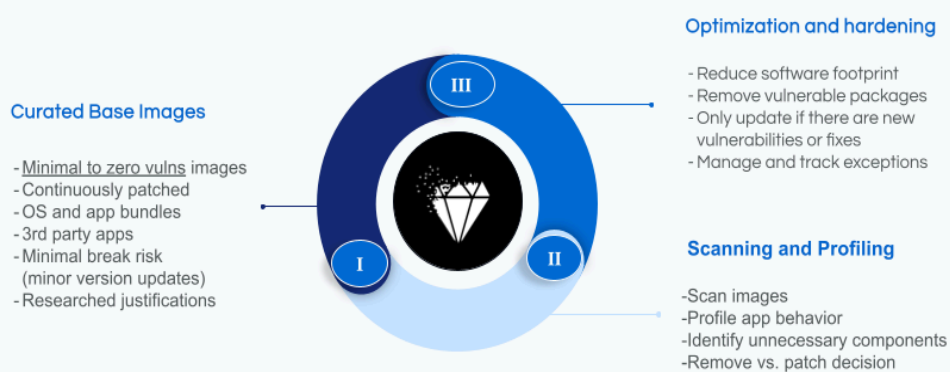 Curated Base Images
- Minimal to zero vulns images
- Continuously patched
- OS and app bundles
- 3rd party apps
- Minimal break risk
(minor version updates)
- Researched justifications
III
I
II
Optimization and hardening
- Reduce software footprint
- Remove vulnerable packages
- Only update if there are new
vulnerabilities or fixes
- Manage and track exceptions
Scanning and Profiling
-Scan images
-Profile app behavior
-Identify unnecessary components
-Remove vs. patch decision